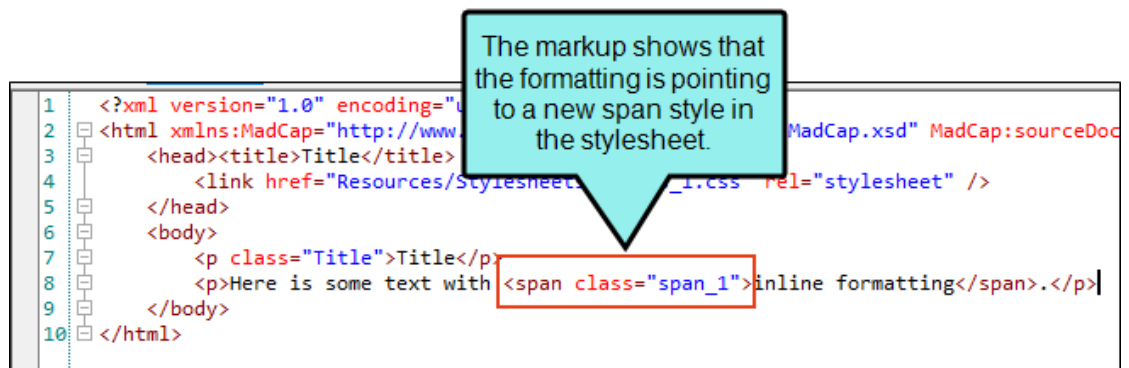 The markup shows that
the formatting is pointing
to a new span style in
the stylesheet.
1 <?xml version="1.0" encoding="
2 <html xmlns:MadCap="http://www. MadCap.xsd" MadCap:sourceDoc
3 <head><title>Title</title>
4 <link href="Resources/Stylesheets _1.css" rel="stylesheet" />
5 </head>
6 <body>
7 <p class="Title">Title</p>
8 <p>Here is some text with <span class="span_1">inline formatting</span>.</p>
9 </body>
10 </html>